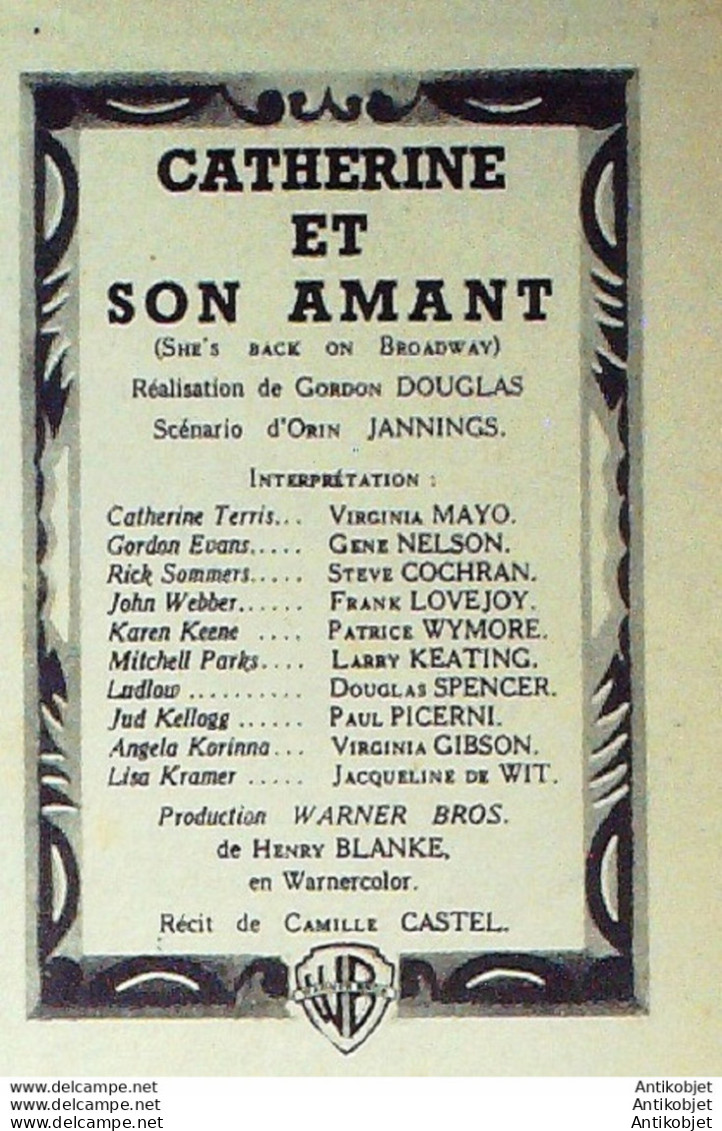 CATHERINE
ET
SON AMANT
(SHE'S BACK ON BROADWAY)
Réalisation de GORDON DOUGLAS
Scénario d'ORIN JANNINGS.
INTERPRÉTATION :
Catherine Terris... VIRGINIA MAYO.
Gordon Evans..... GENE NELSON.
Rick Sommers..... STEVE COCHRAN.
John Webber...... FRANK LOVEJOY.
Karen Keene .... PATRICE WYMORE.
Mitchell Parks.... LARRY KEATING.
Ludlow .......... DOUGLAS SPENCER.
Jud Kellogg ...... PAUL PICERNI.
Angela Korinna... VIRGINIA GIBSON.
Lisa Kramer ..... JACQUELINE DE WIT.
Production WARNER BROS.
de HENRY BLANKE,
en Warnercolor.
Récit de CAMILLE CASTEL.
WB
www.delcampe.net Antikobjet
www.delcampe.net Antikobjet
www.delcampe.net Antikobjet